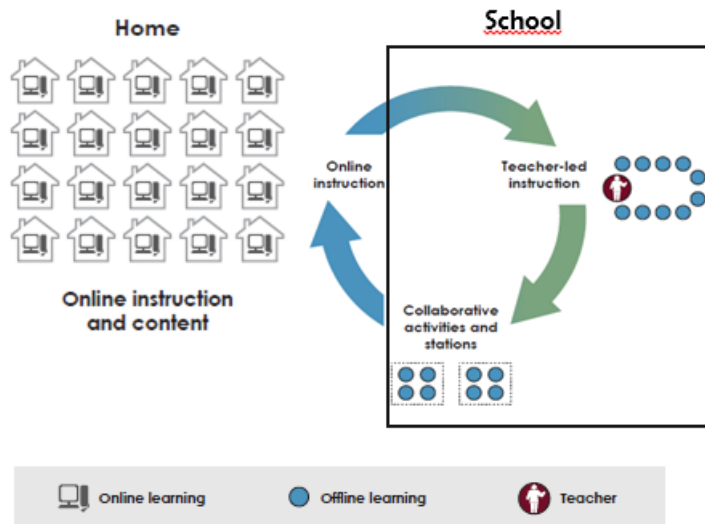 Home
School
Online
instruction
Teacher-led
instruction
Online instruction
and content
Collaborative
activities and
stations
Online learning
Offline learning
Teacher